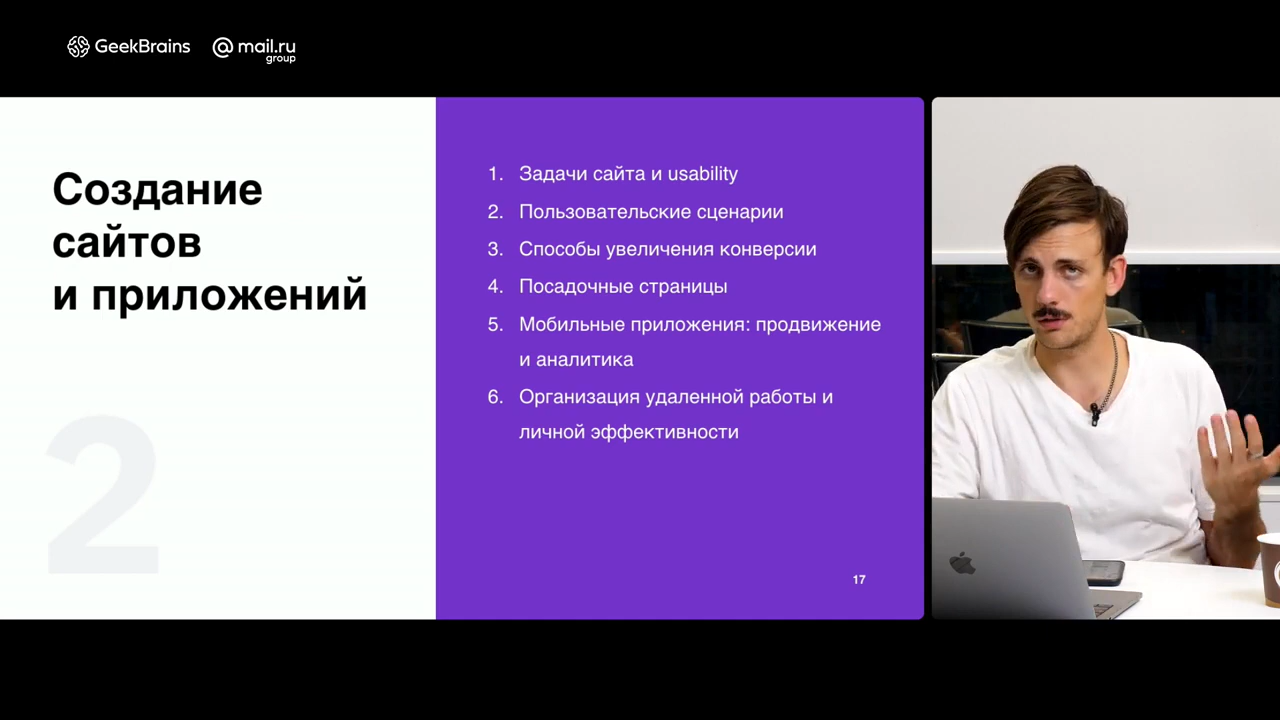 GeekBrains
@mail.ru
group
Создание
сайтов
и приложений
2
1. Задачи сайта и usability
2. Пользовательские сценарии
3. Способы увеличения конверсии
4. Посадочные страницы
5. Мобильные приложения: продвижение
и аналитика
6. Организация удаленной работы и
личной эффективности
17